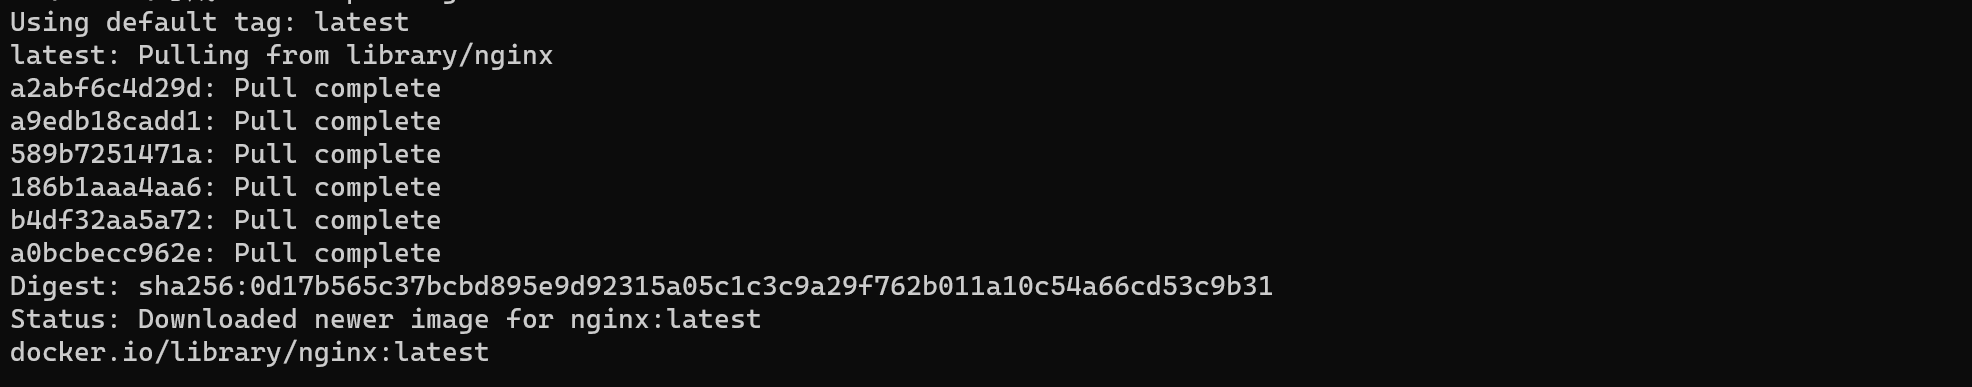 Using default tag: latest
latest: Pulling from library/nginx
a2abf6c4d29d: Pull complete
a9edb18cadd1: Pull complete
589b7251471a: Pull complete
186b1aaa4aa6: Pull complete
b4df32aa5a72: Pull complete
a0bcbecc962e: Pull complete
Digest: sha256:0d17b565c37bcbd895e9d92315a05c1c3c9a29f762b011a10c54a66cd53c9b31
Status: Downloaded newer image for nginx:latest
docker.io/library/nginx:latest